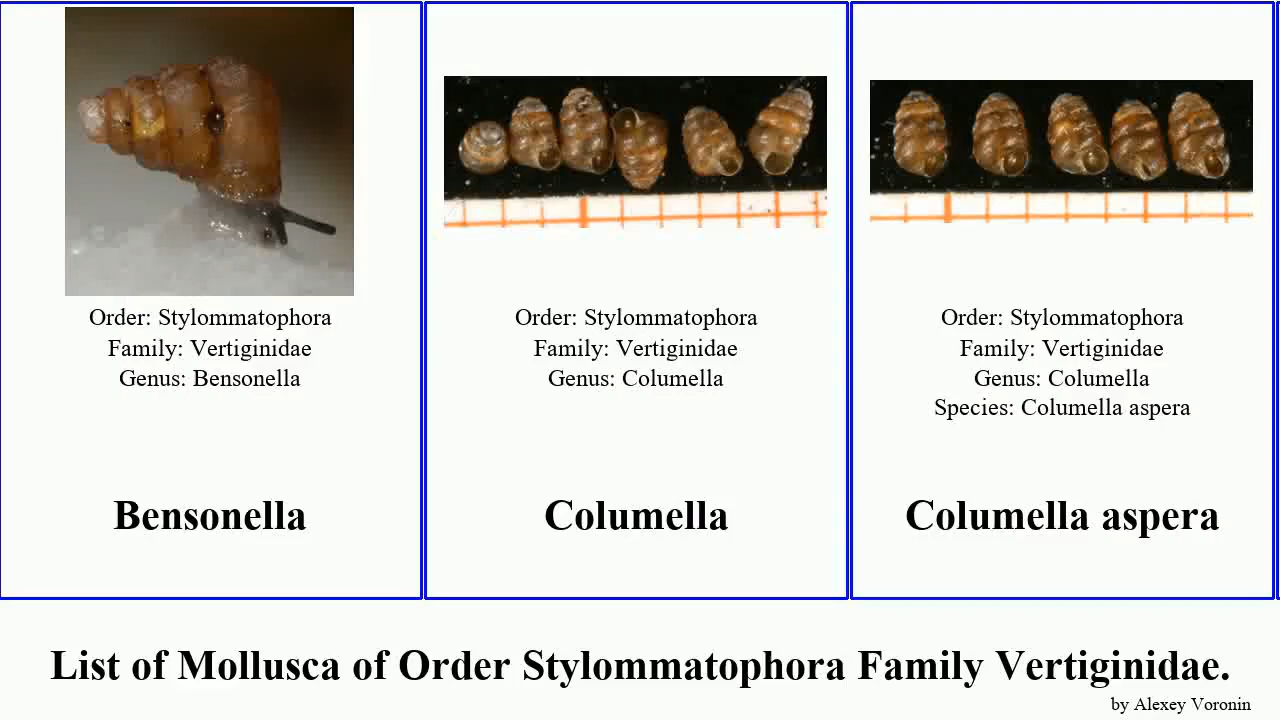 Order: Stylommatophora
Family: Vertiginidae
Genus: Bensonella
Bensonella
Order: Stylommatophora
Family: Vertiginidae
Genus: Columella
Columella
Order: Stylommatophora
Family: Vertiginidae
Genus: Columella
Species: Columella aspera
Columella aspera
List of Mollusca of Order Stylommatophora Family Vertiginidae.
by Alexey Voronin